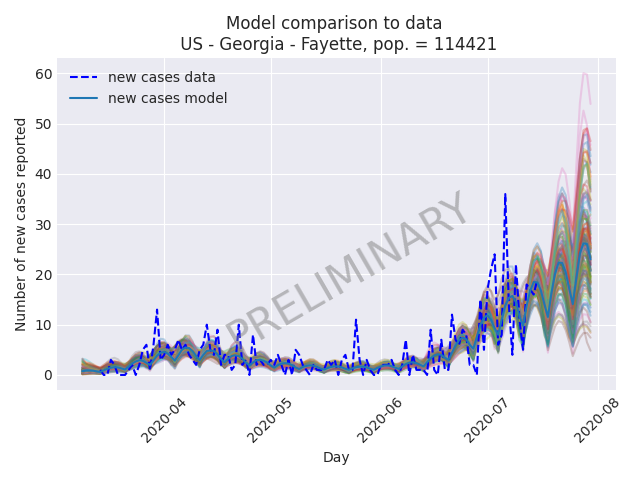 Model comparison to data
US - Georgia - Fayette, pop. = 114421
new cases data
new cases model
60
50
40
30
20
10
0
Number of new cases reported
PRELIMINARY
2020-04
2020-05
2020-06
2020-07
2020-08
Day